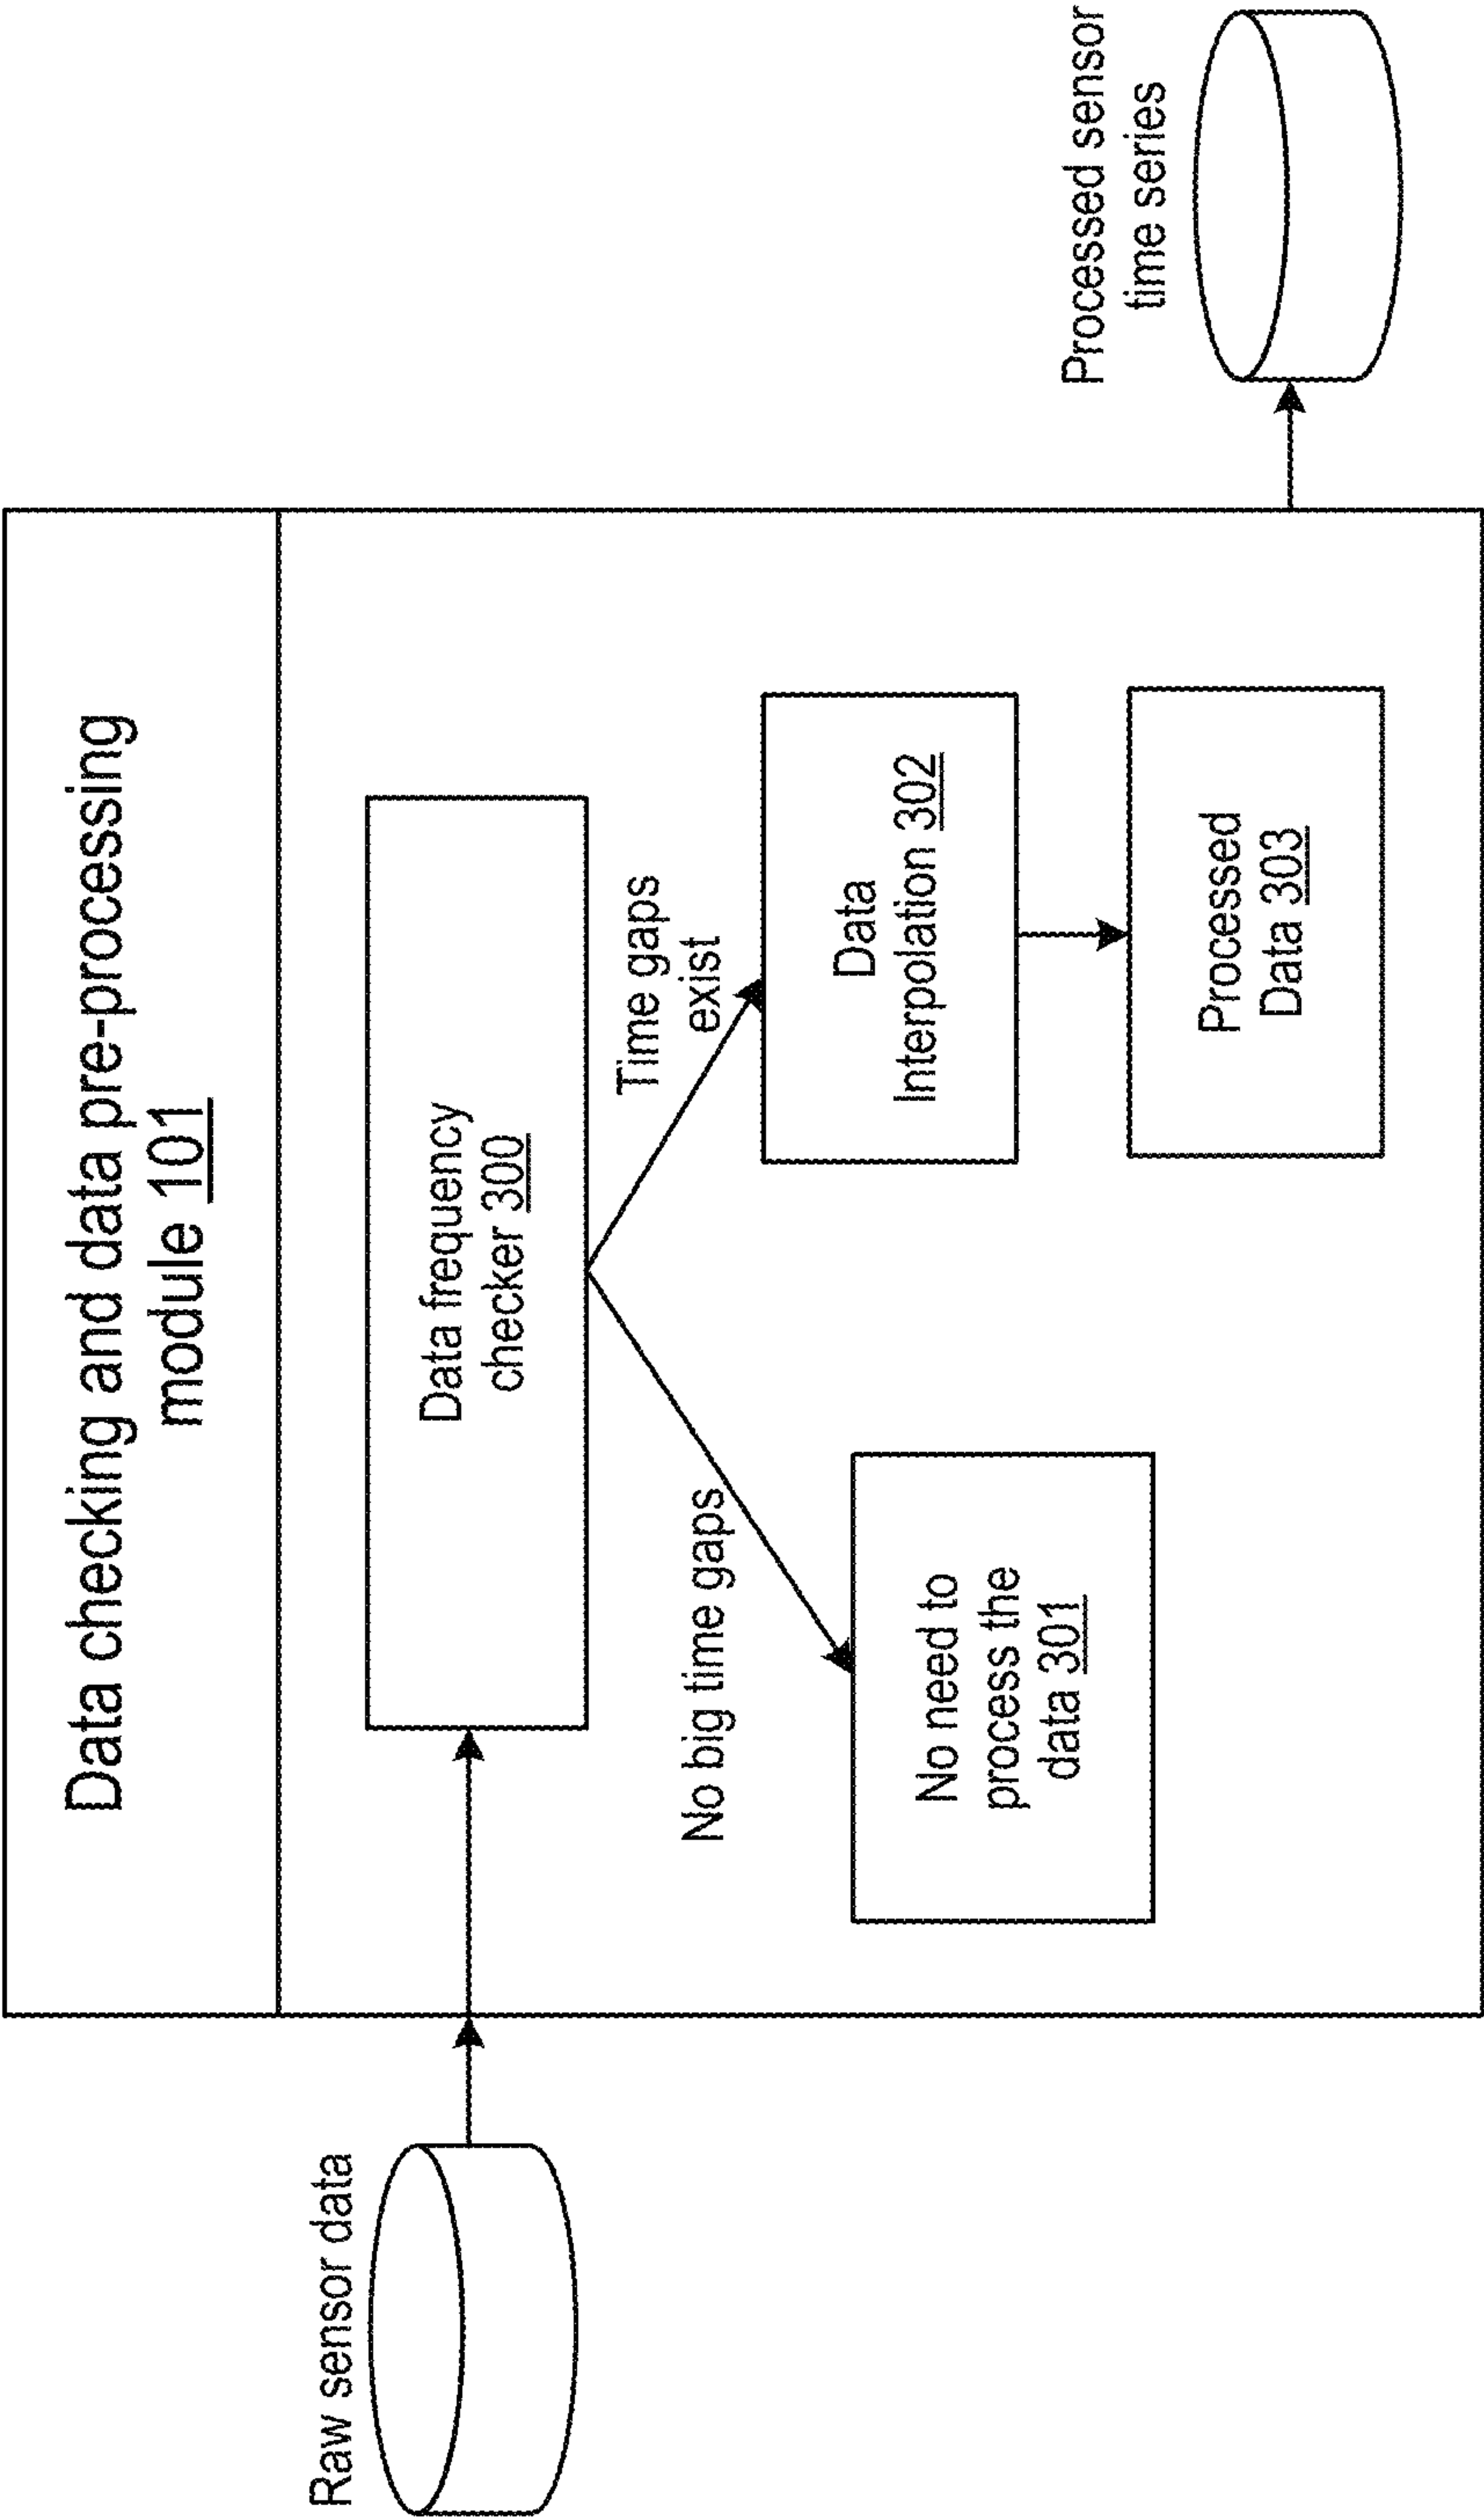 Data checking and data pre-processing
module 101
Raw sensor data
Data frequency
checker 300
No big time gaps
Time gaps
exist
No need to
process the
data 301
Data
Interpolation 302
Processed
Data 303
Processed sensor
time series